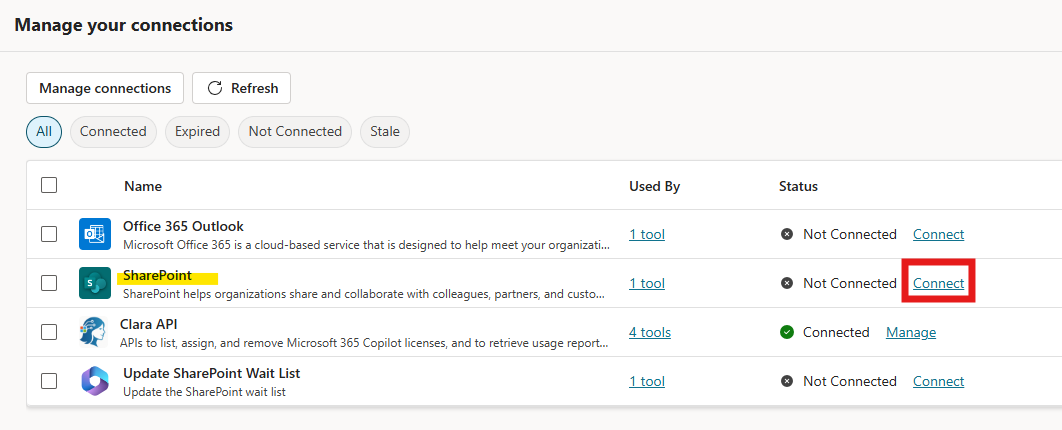 Manage your connections
Manage connections Refresh
All Connected Expired Not Connected Stale
Name Used By Status
Office 365 Outlook
Microsoft Office 365 is a cloud-based service that is designed to help meet your organizati...
1 tool Not Connected Connect
SharePoint
SharePoint helps organizations share and collaborate with colleagues, partners, and custo...
1 tool Not Connected Connect
Clara API
APIs to list, assign, and remove Microsoft 365 Copilot licenses, and to retrieve usage report...
4 tools Connected Manage
Update SharePoint Wait List
Update the SharePoint wait list
1 tool Not Connected Connect